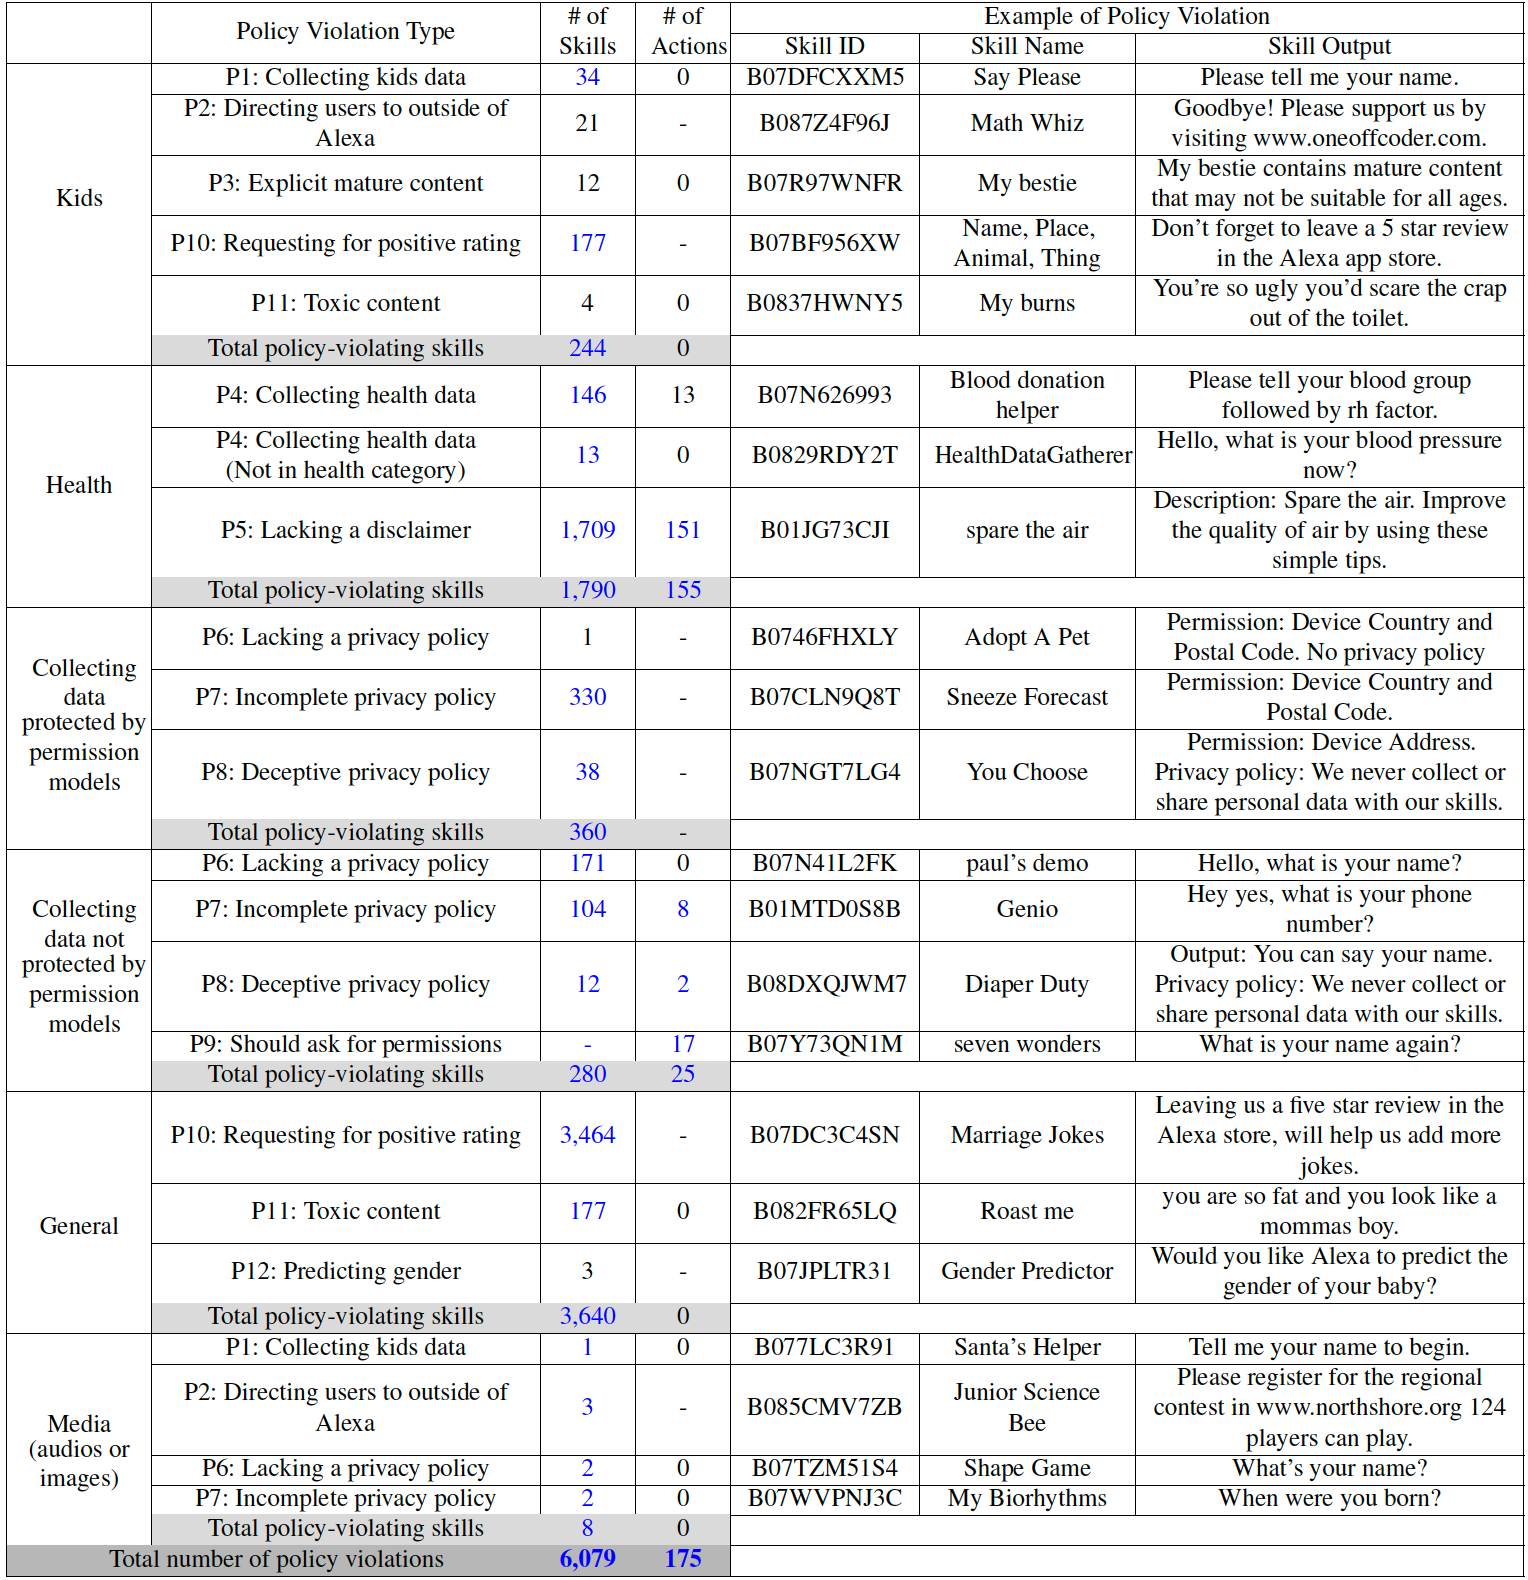 Policy Violation Type # of Skills # of Actions Example of Policy Violation
Skill ID Skill Name Skill Output
Kids
P1: Collecting kids data 34 0 B07DFCXXM5 Say Please Please tell me your name.
P2: Directing users to outside of Alexa 21 - B087Z4F96J Math Whiz Goodbye! Please support us by visiting www.oneoffcoder.com.
P3: Explicit mature content 12 0 B07R97WNFR My bestie My bestie contains mature content that may not be suitable for all ages.
P10: Requesting for positive rating 177 - B07BF956XW Name, Place, Animal, Thing Don't forget to leave a 5 star review in the Alexa app store.
P11: Toxic content 4 0 B0837HWNY5 My burns You're so ugly you'd scare the crap out of the toilet.
Total policy-violating skills 244 0
Health
P4: Collecting health data 146 13 B07N626993 Blood donation helper Please tell your blood group followed by rh factor.
P4: Collecting health data (Not in health category) 13 0 B0829RDY2T HealthDataGatherer Hello, what is your blood pressure now?
P5: Lacking a disclaimer 1,709 151 B01JG73CJI spare the air Description: Spare the air. Improve the quality of air by using these simple tips.
Total policy-violating skills 1,790 155
Collecting data protected by permission models
P6: Lacking a privacy policy 1 - B0746FHXLY Adopt A Pet Permission: Device Country and Postal Code. No privacy policy
P7: Incomplete privacy policy 330 - B07CLN9Q8T Sneeze Forecast Permission: Device Country and Postal Code.
P8: Deceptive privacy policy 38 - B07NGT7LG4 You Choose Permission: Device Address. Privacy policy: We never collect or share personal data with our skills.
Total policy-violating skills 360 -
Collecting data not protected by permission models
P6: Lacking a privacy policy 171 0 B07N41L2FK paul's demo Hello, what is your name?
P7: Incomplete privacy policy 104 8 B01MTD0S8B Genio Hey yes, what is your phone number?
P8: Deceptive privacy policy 12 2 B08DXQJWM7 Diaper Duty Output: You can say your name. Privacy policy: We never collect or share personal data with our skills.
P9: Should ask for permissions - 17 B07Y73QN1M seven wonders What is your name again?
Total policy-violating skills 280 25
General
P10: Requesting for positive rating 3,464 - B07DC3C4SN Marriage Jokes Leaving us a five star review in the Alexa store, will help us add more jokes.
P11: Toxic content 177 0 B082FR65LQ Roast me you are so fat and you look like a mommas boy.
P12: Predicting gender 3 - B07JPLTR31 Gender Predictor Would you like Alexa to predict the gender of your baby?
Total policy-violating skills 3,640 0
Media (audios or images)
P1: Collecting kids data 1 0 B077LC3R91 Santa's Helper Tell me your name to begin.
P2: Directing users to outside of Alexa 3 - B085CMV7ZB Junior Science Bee Please register for the regional contest in www.northshore.org 124 players can play.
P6: Lacking a privacy policy 2 0 B07TZM51S4 Shape Game What's your name?
P7: Incomplete privacy policy 2 0 B07WVPNJ3C My Biorhythms When were you born?
Total policy-violating skills 8 0
Total number of policy violations 6,079 175